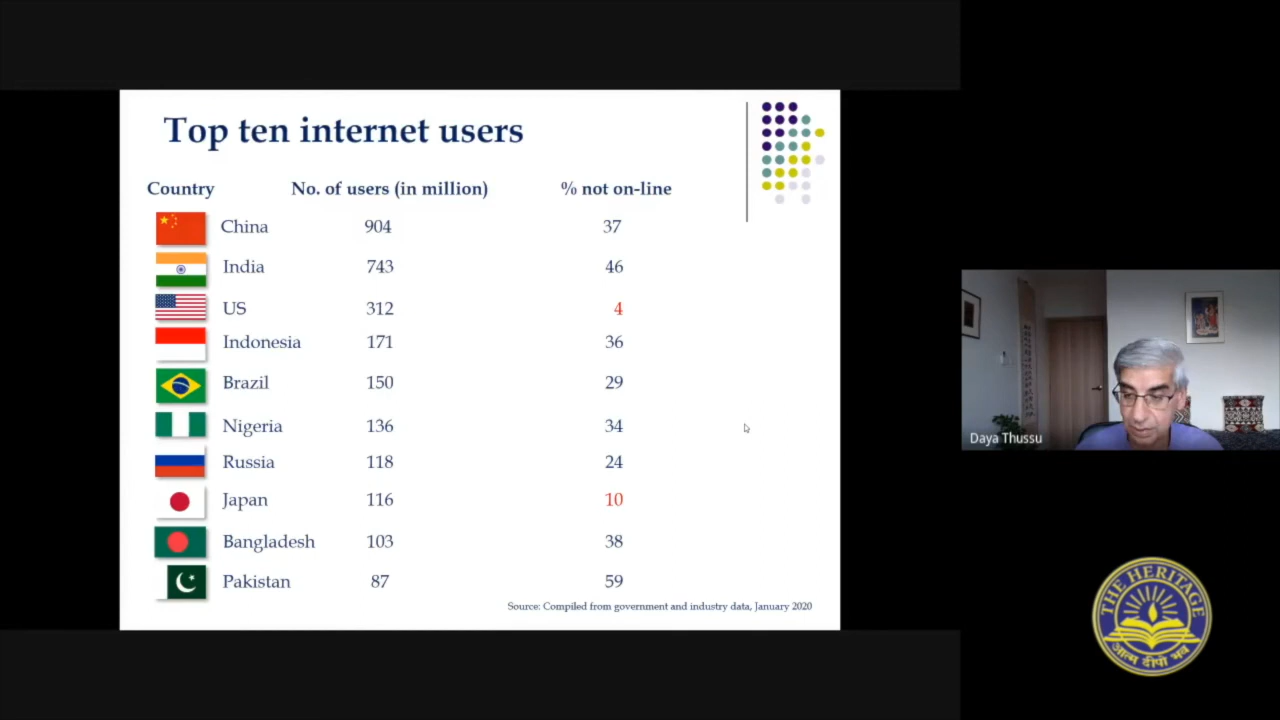 Top ten internet users
Country No. of users (in million) % not on-line
China 904 37
India 743 46
US 312 4
Indonesia 171 36
Brazil 150 29
Nigeria 136 34
Russia 118 24
Japan 116 10
Bangladesh 103 38
Pakistan 87 59
Source: Compiled from government and industry data, January 2020
Daya Thussu
THE HERITAGE
आत्म दीपो भव